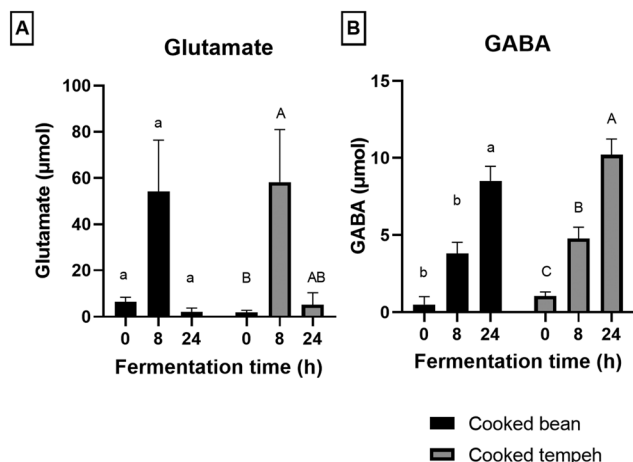 A
Glutamate
Glutamate (µmol)
100
80
60
40
20
0
a
a
a
B
A
AB
0 8 24 0 8 24
Fermentation time (h)
B
GABA
GABA (µmol)
15
10
5
0
b
b
a
C
B
A
0 8 24 0 8 24
Fermentation time (h)
Cooked bean
Cooked tempeh